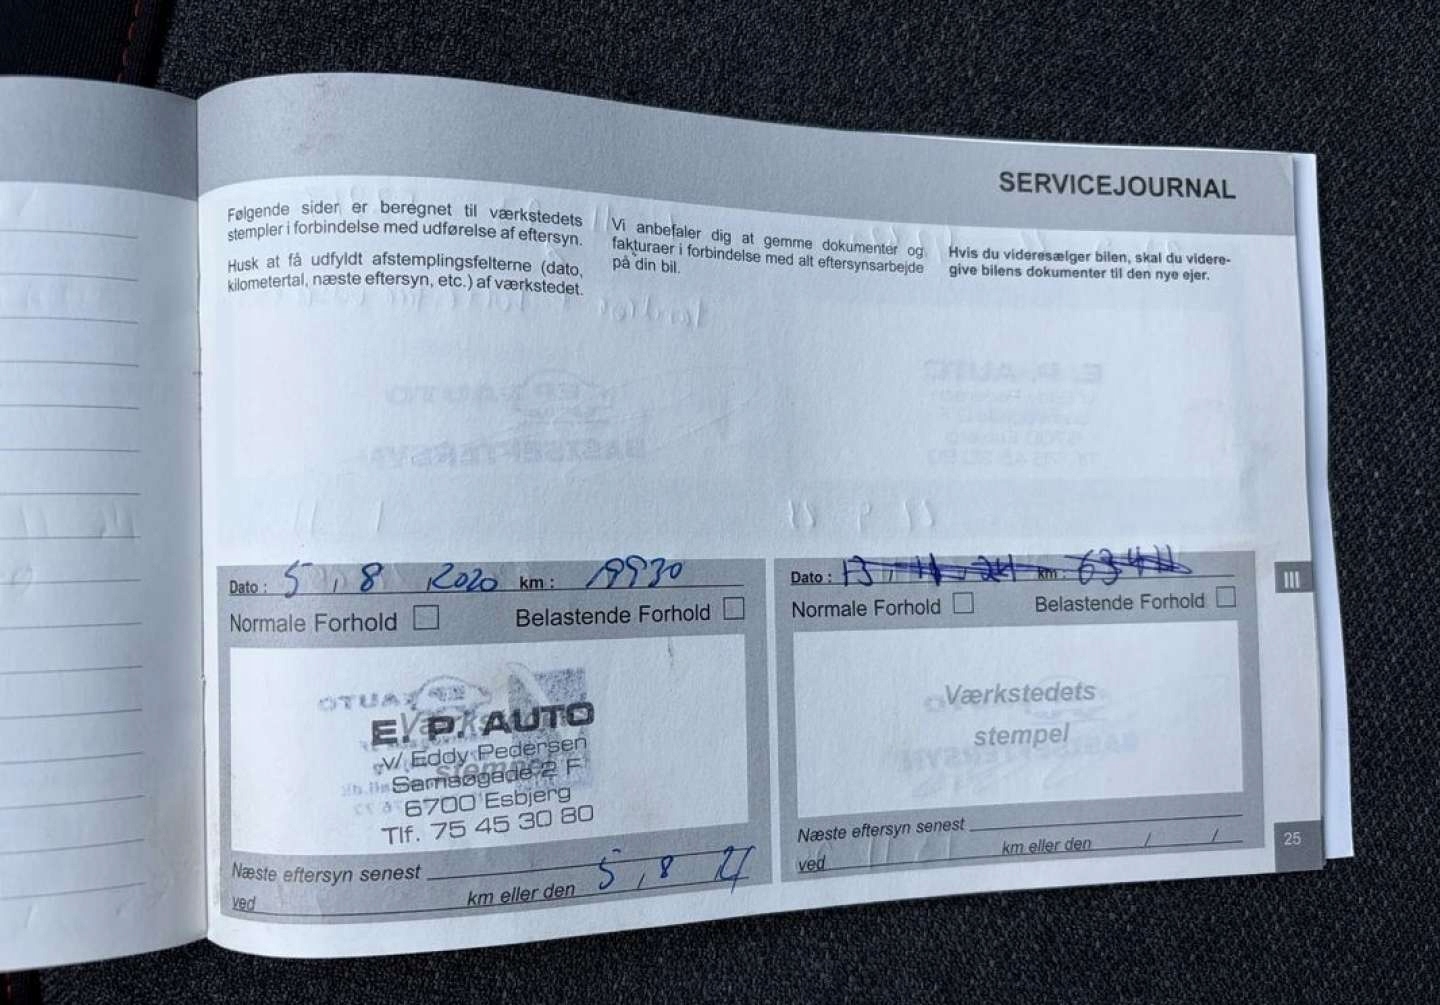 SERVICEJOURNAL
Følgende sider er beregnet til værkstedets
stempler i forbindelse med udførelse af eftersyn.
Husk at få udfyldt afstemplingsfelterne (dato,
kilometertal, næste eftersyn, etc.) af værkstedet.
Vi anbefaler dig at gemme dokumenter og
fakturaer i forbindelse med alt eftersynsarbejde
på din bil.
Hvis du videresælger bilen, skal du videre-
give bilens dokumenter til den nye ejer.
Dato : 5 / 8 / 2020 km : 19930
Normale Forhold
Belastende Forhold
Værkstedets
stempel
E. P. AUTO
v/ Eddy Pedersen
Samsøgade 2 F
6700 Esbjerg
Tlf. 75 45 30 80
Næste eftersyn senest
ved km eller den 5 / 8 21
Dato : 13 / 11 24 km :
Normale Forhold
Belastende Forhold
Værkstedets
stempel
Næste eftersyn senest
ved km eller den / /
III
25